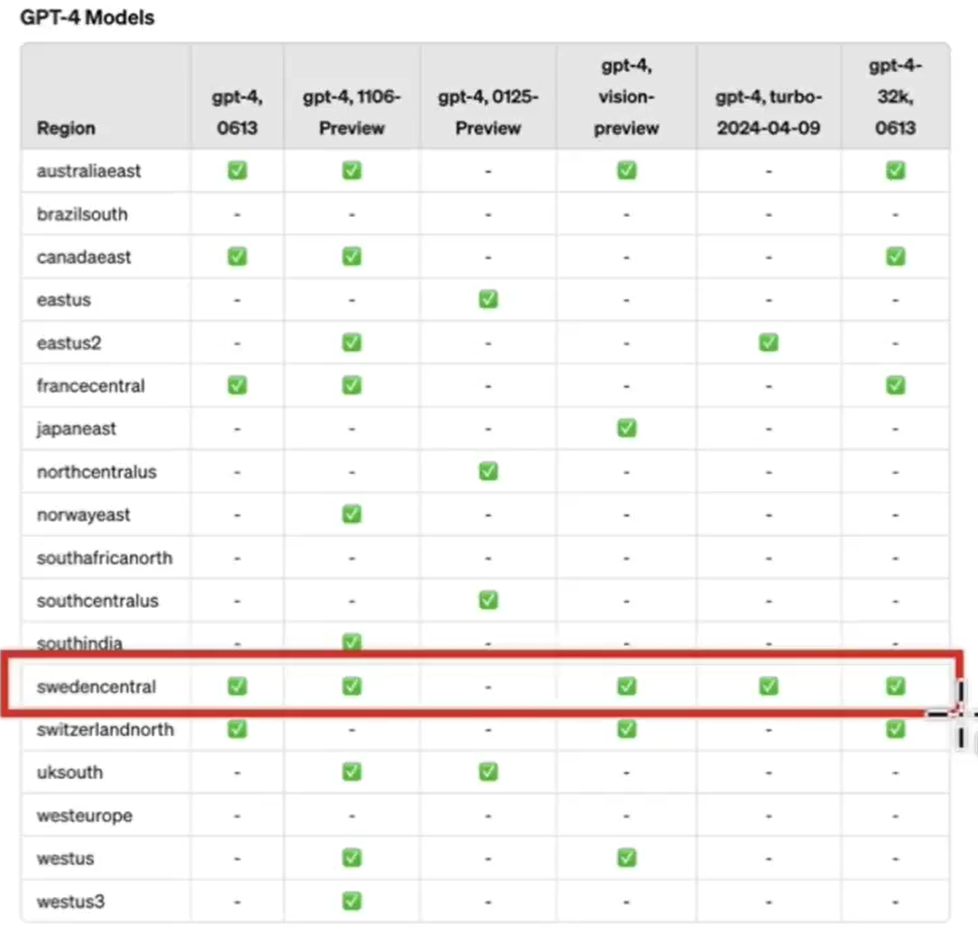 GPT-4 Models
Region gpt-4, 0613 gpt-4, 1106-Preview gpt-4, 0125-Preview gpt-4, vision-preview gpt-4, turbo-2024-04-09 gpt-4-32k, 0613
australiaeast ✅ ✅ - ✅ - ✅
brazilsouth - - - - - -
canadaeast ✅ ✅ - - - ✅
eastus - - ✅ - - -
eastus2 - ✅ - - ✅ -
francecentral ✅ ✅ - - - ✅
japaneast - - - ✅ - -
northcentralus - - ✅ - - -
norwayeast - ✅ - - - -
southafricanorth - - - - - -
southcentralus - - ✅ - - -
southindia - ✅ - - - -
swedencentral ✅ ✅ - ✅ ✅ ✅
switzerlandnorth ✅ - - ✅ - ✅
uksouth - ✅ ✅ - - -
westeurope - - - - - -
westus - ✅ - ✅ - -
westus3 - ✅ - - - -